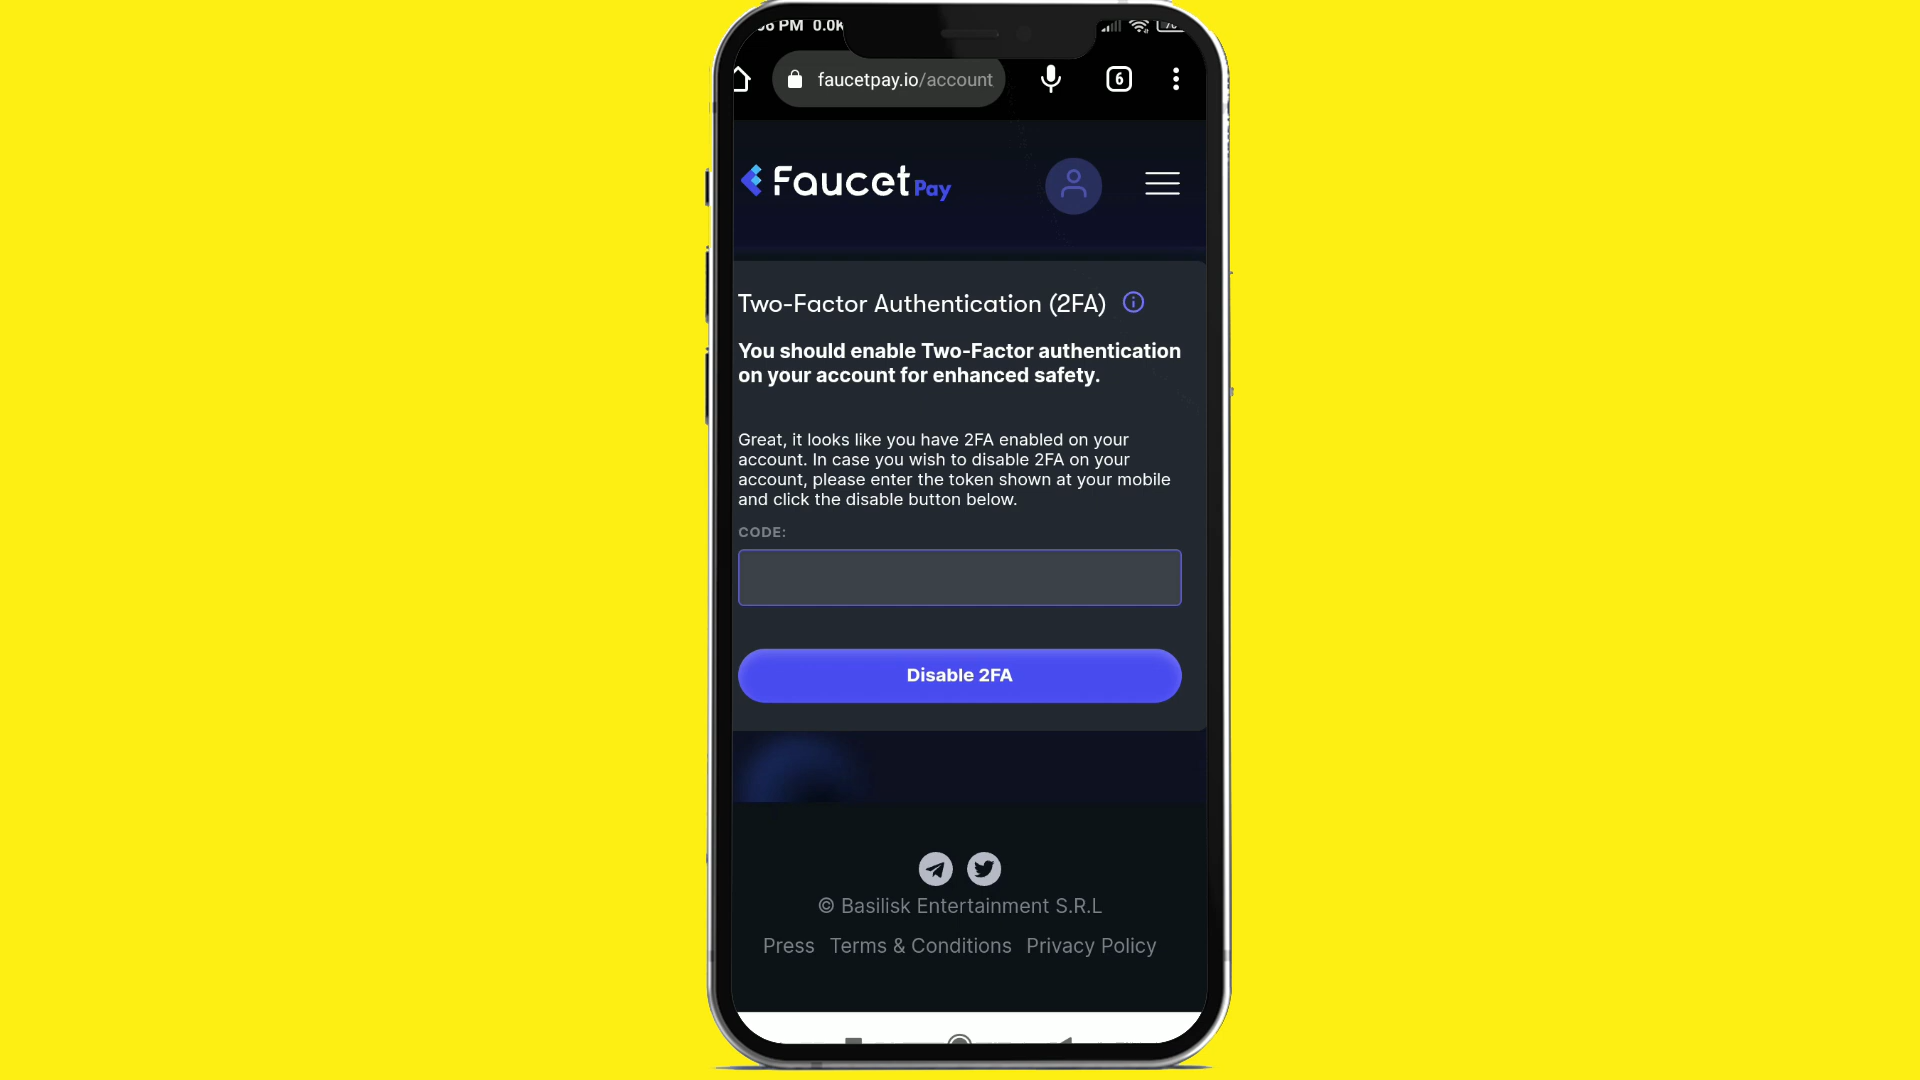 PM 0.0K
faucetpay.io/account
6
Faucet Pay
Two-Factor Authentication (2FA)
You should enable Two-Factor authentication
on your account for enhanced safety.
Great, it looks like you have 2FA enabled on your
account. In case you wish to disable 2FA on your
account, please enter the token shown at your mobile
and click the disable button below.
CODE:
Disable 2FA
© Basilisk Entertainment S.R.L
Press Terms & Conditions Privacy Policy